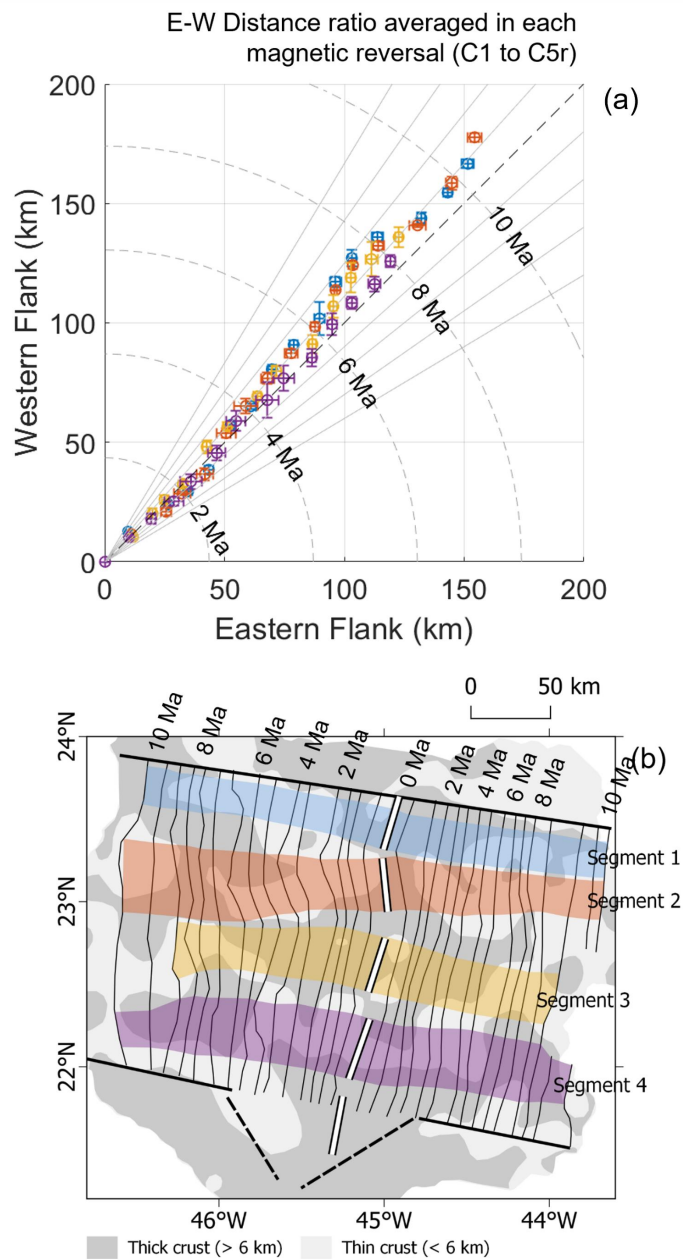 E-W Distance ratio averaged in each
magnetic reversal (C1 to C5r)
(a)
200
150
100
50
0
Western Flank (km)
10 Ma
8 Ma
6 Ma
4 Ma
2 Ma
0
50
100
150
200
Eastern Flank (km)
0
50 km
(b)
24°N
23°N
22°N
10 Ma
8 Ma
6 Ma
4 Ma
2 Ma
0 Ma
2 Ma
4 Ma
6 Ma
8 Ma
10 Ma
Segment 1
Segment 2
Segment 3
Segment 4
46°W
45°W
44°W
Thick crust (> 6 km)
Thin crust (< 6 km)